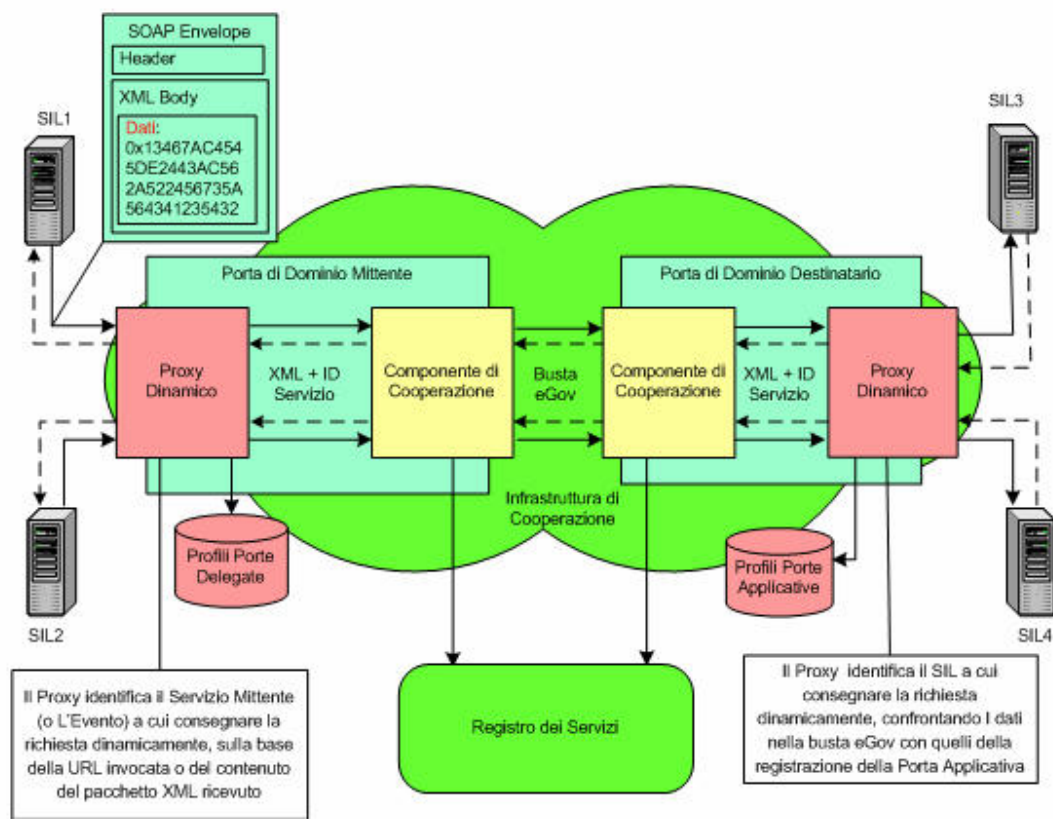 SOAP Envelope
Header
XML Body
Dati:
0x13467AC454
5DE2443AC56
2A522456735A
564341235432
SIL1
SIL3
Porta di Dominio Mittente
Porta di Dominio Destinatario
Proxy
Dinamico
XML + ID
Servizio
Componente di
Cooperazione
Busta
eGov
Componente di
Cooperazione
XML + ID
Servizio
Proxy
Dinamico
Infrastruttura di
Cooperazione
Profili Porte
Delegate
Profili Porte
Applicative
SIL2
SIL4
Il Proxy identifica il Servizio Mittente
(o L'Evento) a cui consegnare la
richiesta dinamicamente, sulla base
della URL invocata o del contenuto
del pacchetto XML ricevuto
Registro dei Servizi
Il Proxy identifica il SIL a cui
consegnare la richiesta
dinamicamente, confrontando I dati
nella busta eGov con quelli della
registrazione della Porta Applicativa